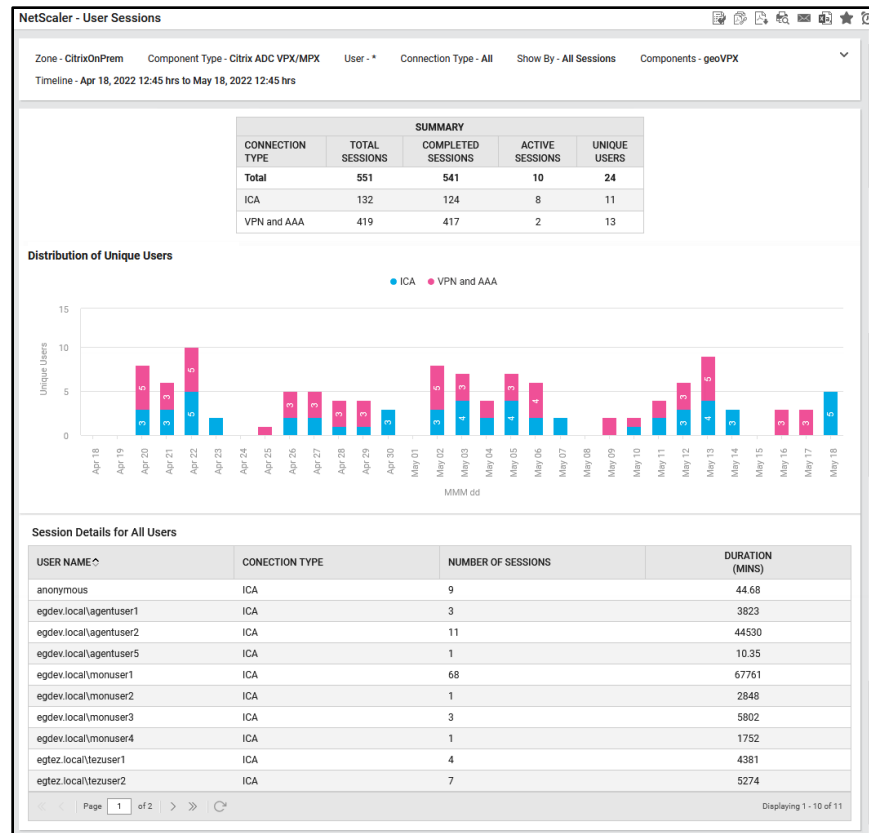 NetScaler - User Sessions
Zone - CitrixOnPrem Component Type - Citrix ADC VPX/MPX User - * Connection Type - All Show By - All Sessions Components - geoVPX
Timeline - Apr 18, 2022 12:45 hrs to May 18, 2022 12:45 hrs
SUMMARY
CONNECTION TYPE TOTAL SESSIONS COMPLETED SESSIONS ACTIVE SESSIONS UNIQUE USERS
Total 551 541 10 24
ICA 132 124 8 11
VPN and AAA 419 417 2 13
Distribution of Unique Users
ICA VPN and AAA
15
10
5
0
Unique Users
5 3 5 3 3 3 3 3 5 3 3 4 3 5 3 3
3 3 5 3 3 4 4 3 4 3 5
Apr 18 Apr 19 Apr 20 Apr 21 Apr 22 Apr 23 Apr 24 Apr 25 Apr 26 Apr 27 Apr 28 Apr 29 Apr 30 May 01 May 02 May 03 May 04 May 05 May 06 May 07 May 08 May 09 May 10 May 11 May 12 May 13 May 14 May 15 May 16 May 17 May 18
MMM dd
Session Details for All Users
USER NAME CONECTION TYPE NUMBER OF SESSIONS DURATION (MINS)
anonymous ICA 9 44.68
egdev.local\agentuser1 ICA 3 3823
egdev.local\agentuser2 ICA 11 44530
egdev.local\agentuser5 ICA 1 10.35
egdev.local\monuser1 ICA 68 67761
egdev.local\monuser2 ICA 1 2848
egdev.local\monuser3 ICA 3 5802
egdev.local\monuser4 ICA 1 1752
egtez.local\tezuser1 ICA 4 4381
egtez.local\tezuser2 ICA 7 5274
Page 1 of 2 Displaying 1 - 10 of 11